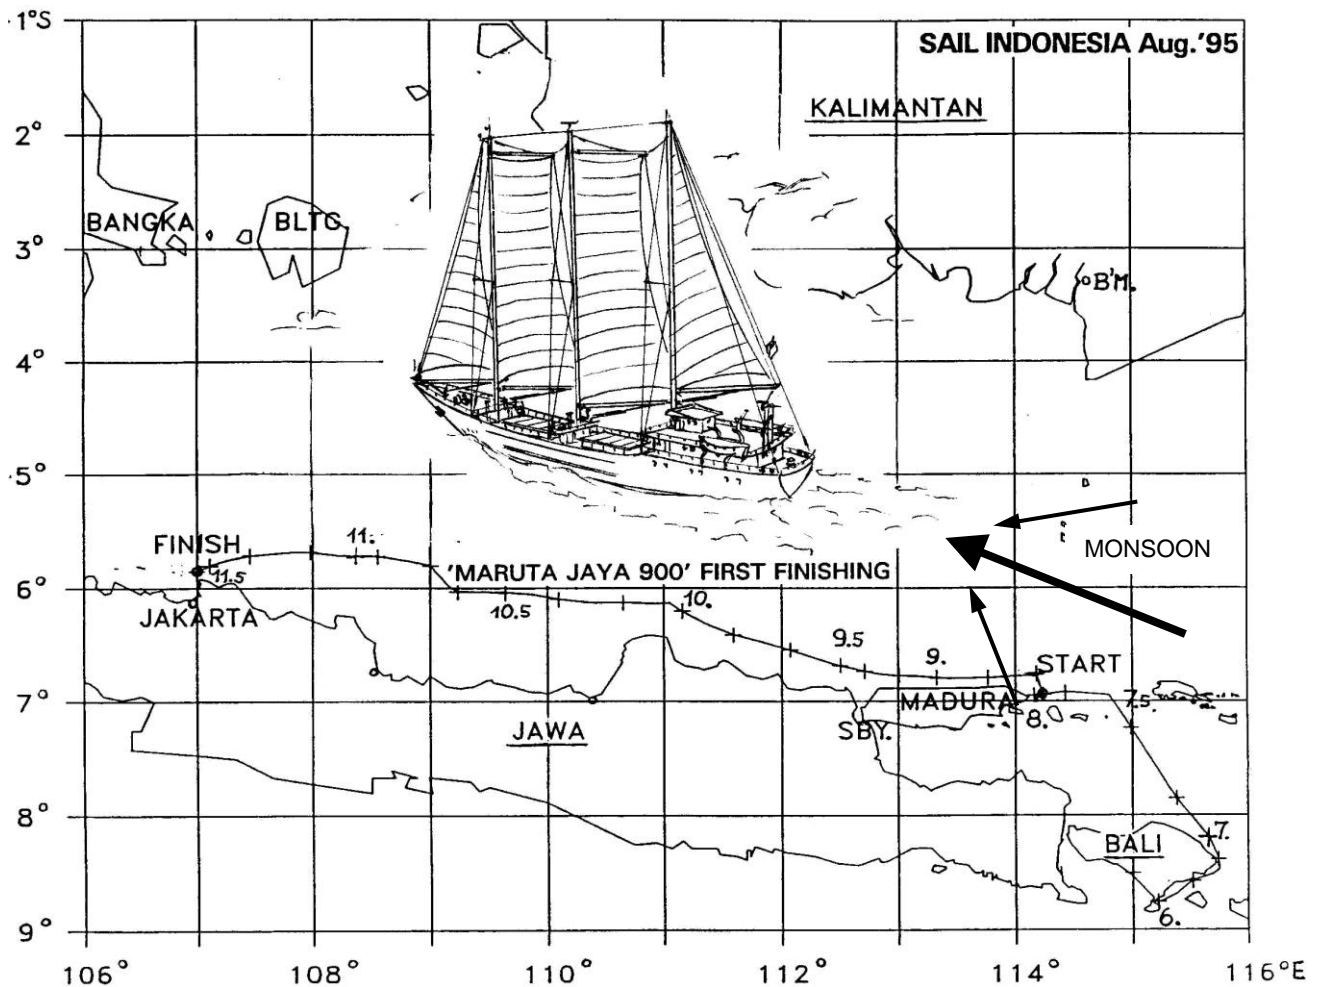 1°S
SAIL INDONESIA Aug.'95
KALIMANTAN
2°
BANGKA
BLTG
3°
B'M.
4°
5°
MONSOON
FINISH
11.
11.5
'MARUTA JAYA 900' FIRST FINISHING
6°
10.5
10.
JAKARTA
9.5
9.
START
7°
MADURA
7.5.
8.
JAWA
SBY.
8°
7.
BALI
6.
9°
106°
108°
110°
112°
114°
116°E